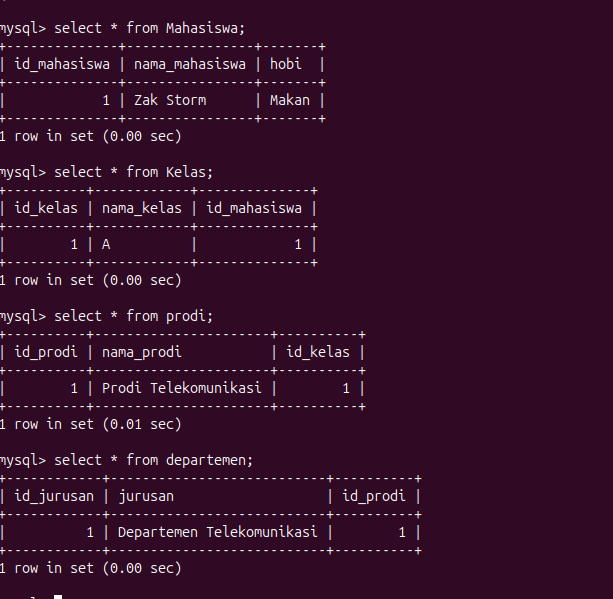 mysql> select * from Mahasiswa;
+--------------+----------------+-------+
| id_mahasiswa | nama_mahasiswa | hobi  |
+--------------+----------------+-------+
|            1 | Zak Storm      | Makan |
+--------------+----------------+-------+
1 row in set (0.00 sec)
mysql> select * from Kelas;
+----------+------------+--------------+
| id_kelas | nama_kelas | id_mahasiswa |
+----------+------------+--------------+
|        1 | A          |            1 |
+----------+------------+--------------+
1 row in set (0.00 sec)
mysql> select * from prodi;
+----------+----------------------+----------+
| id_prodi | nama_prodi           | id_kelas |
+----------+----------------------+----------+
|        1 | Prodi Telekomunikasi |        1 |
+----------+----------------------+----------+
1 row in set (0.01 sec)
mysql> select * from departemen;
+------------+---------------------------+----------+
| id_jurusan | jurusan                   | id_prodi |
+------------+---------------------------+----------+
|          1 | Departemen Telekomunikasi |        1 |
+------------+---------------------------+----------+
1 row in set (0.00 sec)